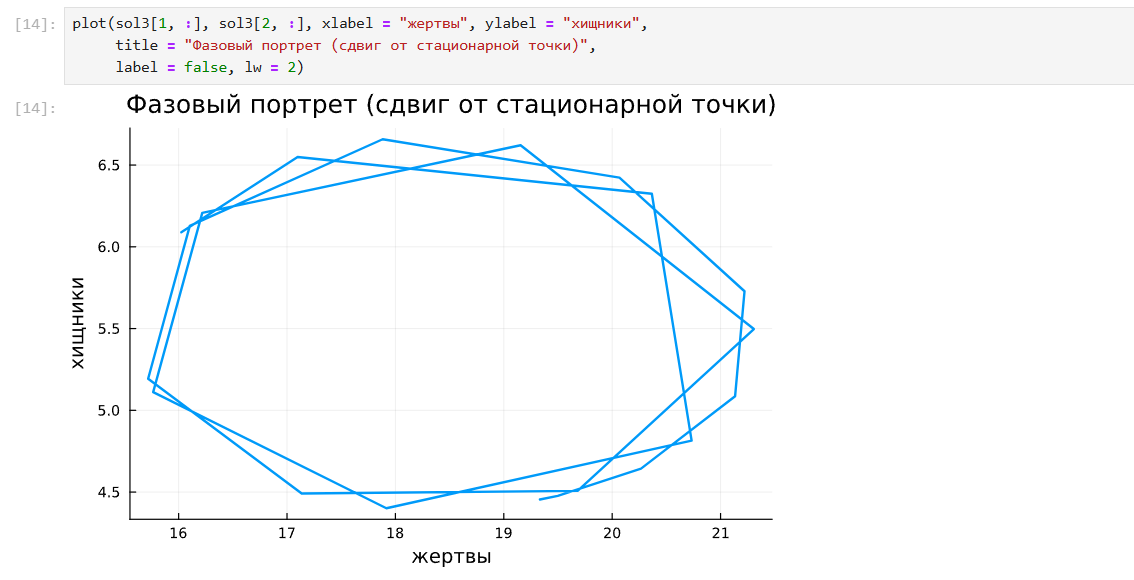 [14]: plot(sol3[1, :], sol3[2, :], xlabel = "жертвы", ylabel = "хищники",
title = "Фазовый портрет (сдвиг от стационарной точки)",
label = false, lw = 2)
[14]:
Фазовый портрет (сдвиг от стационарной точки)
6.5
6.0
5.5
5.0
4.5
хищники
16 17 18 19 20 21
жертвы